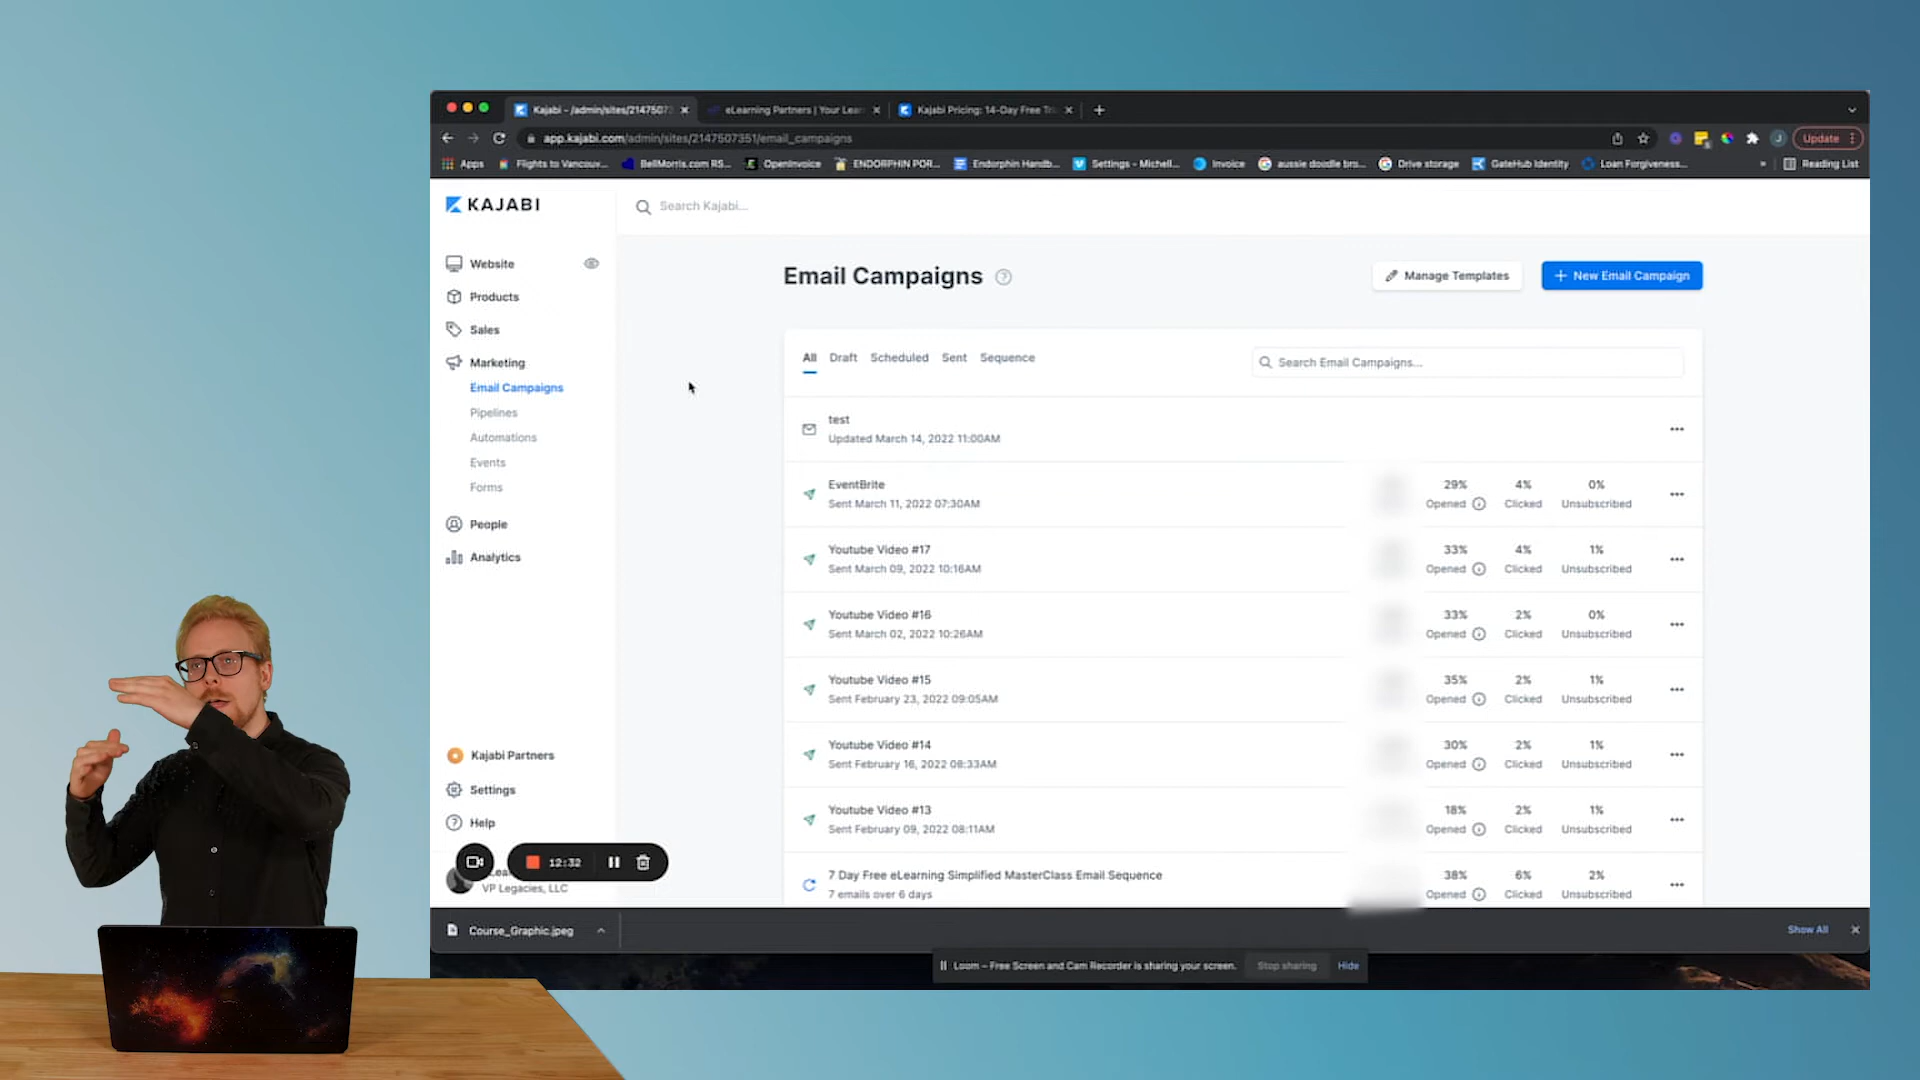 Kajabi - /admin/sites/2147507
eLearning Partners | Your Lear
Kajabi Pricing: 14-Day Free Tri
app.kajabi.com/admin/sites/2147507351/email_campaigns
Update
Apps
Flights to Vancouv...
BellMorris.com RS...
OpenInvoice
ENDORPHIN POR...
Endorphin Handb...
Settings - Michell...
Invoice
aussie doodle bro...
Drive storage
GateHub Identity
Loan Forgiveness...
»
Reading List
KAJABI
Search Kajabi...
Website
Products
Sales
Marketing
Email Campaigns
Pipelines
Automations
Events
Forms
People
Analytics
Kajabi Partners
Settings
Help
12:32
VP Legacies, LLC
Email Campaigns
Manage Templates
+ New Email Campaign
All Draft Scheduled Sent Sequence
Search Email Campaigns...
test
Updated March 14, 2022 11:00AM
EventBrite
Sent March 11, 2022 07:30AM
29% 4% 0%
Opened Clicked Unsubscribed
Youtube Video #17
Sent March 09, 2022 10:16AM
33% 4% 1%
Opened Clicked Unsubscribed
Youtube Video #16
Sent March 02, 2022 10:26AM
33% 2% 0%
Opened Clicked Unsubscribed
Youtube Video #15
Sent February 23, 2022 09:05AM
35% 2% 1%
Opened Clicked Unsubscribed
Youtube Video #14
Sent February 16, 2022 08:33AM
30% 2% 1%
Opened Clicked Unsubscribed
Youtube Video #13
Sent February 09, 2022 08:11AM
18% 2% 1%
Opened Clicked Unsubscribed
7 Day Free eLearning Simplified MasterClass Email Sequence
7 emails over 6 days
38% 6% 2%
Opened Clicked Unsubscribed
Course_Graphic.jpeg
Show All
Loom – Free Screen and Cam Recorder is sharing your screen.
Stop sharing
Hide